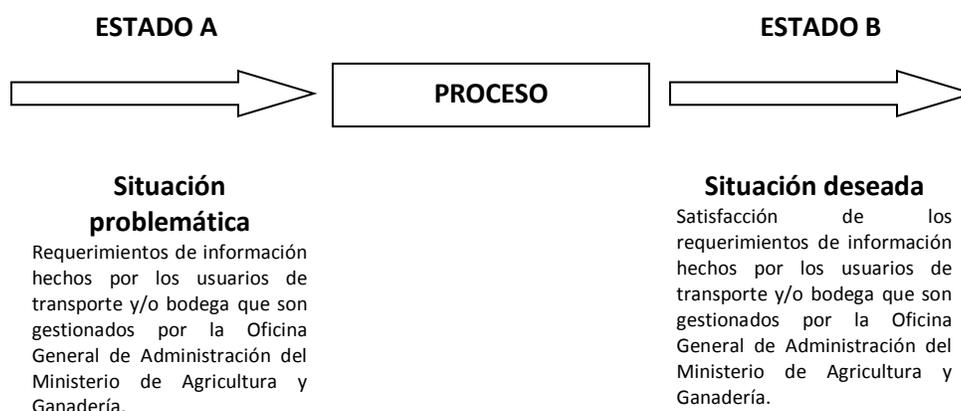 ESTADO A
ESTADO B
PROCESO
Situación
problemática
Requerimientos de información
hechos por los usuarios de
transporte y/o bodega que son
gestionados por la Oficina
General de Administración del
Ministerio de Agricultura y
Ganadería.
Situación deseada
Satisfacción de los
requerimientos de información
hechos por los usuarios de
transporte y/o bodega que son
gestionados por la Oficina
General de Administración del
Ministerio de Agricultura y
Ganadería.